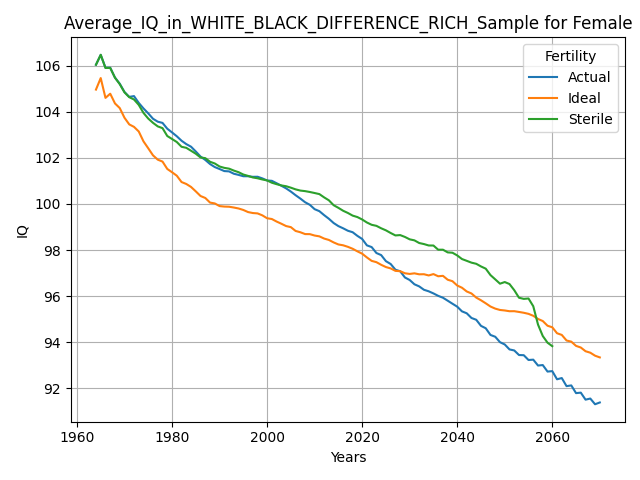 Average_IQ_in_WHITE_BLACK_DIFFERENCE_RICH_Sample for Female
Fertility
Actual
Ideal
Sterile
IQ
106
104
102
100
98
96
94
92
1960
1980
2000
2020
2040
2060
Years